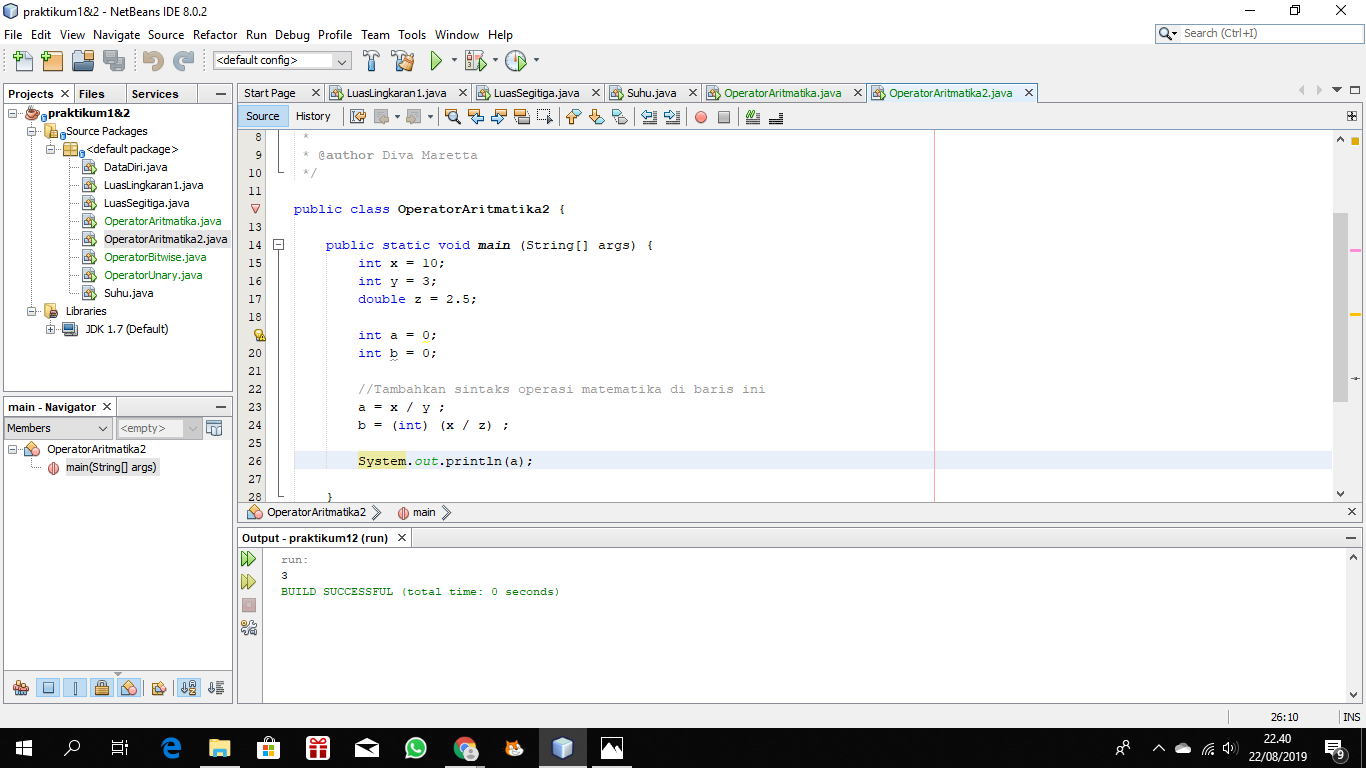 praktikum1&2 - NetBeans IDE 8.0.2
File Edit View Navigate Source Refactor Run Debug Profile Team Tools Window Help
Search (Ctrl+I)
<default config>
Projects Files Services
praktikum1&2
Source Packages
<default package>
DataDiri.java
LuasLingkaran1.java
LuasSegitiga.java
OperatorAritmatika.java
OperatorAritmatika2.java
OperatorBitwise.java
OperatorUnary.java
Suhu.java
Libraries
JDK 1.7 (Default)
main - Navigator
Members <empty>
OperatorAritmatika2
main(String[] args)
Start Page LuasLingkaran1.java LuasSegitiga.java Suhu.java OperatorAritmatika.java OperatorAritmatika2.java
Source History
8 *
9 * @author Diva Maretta
10 */
11
public class OperatorAritmatika2 {
13
14 public static void main (String[] args) {
15 int x = 10;
16 int y = 3;
17 double z = 2.5;
18
int a = 0;
20 int b = 0;
21
22 //Tambahkan sintaks operasi matematika di baris ini
23 a = x / y ;
24 b = (int) (x / z) ;
25
26 System.out.println(a);
27
28 }
OperatorAritmatika2 main
Output - praktikum12 (run)
run:
3
BUILD SUCCESSFUL (total time: 0 seconds)
26:10 INS
22.40
22/08/2019
9